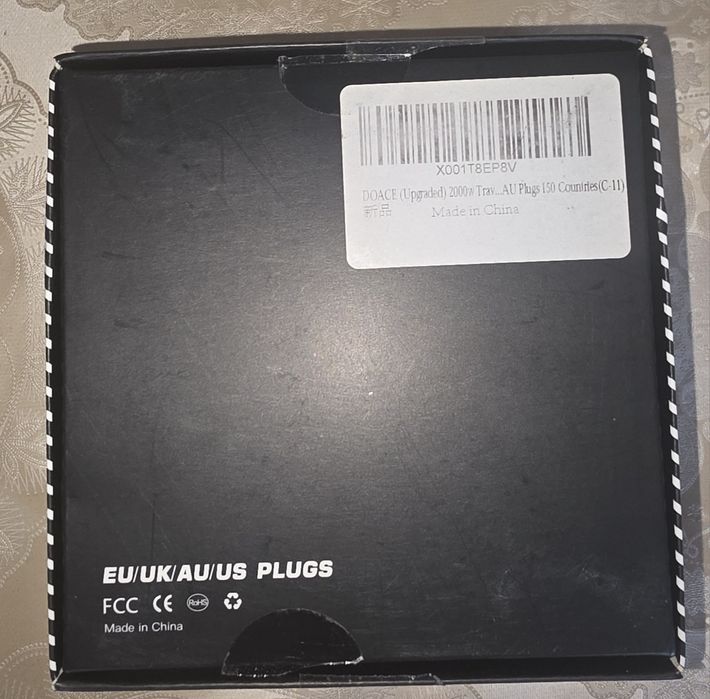 X001T8EP8V
DOACE (Upgraded) 2000w Trav...AU Plugs 150 Countries(C-11)
新品 Made in China
EU/UK/AU/US PLUGS
FCC CE RoHS
Made in China